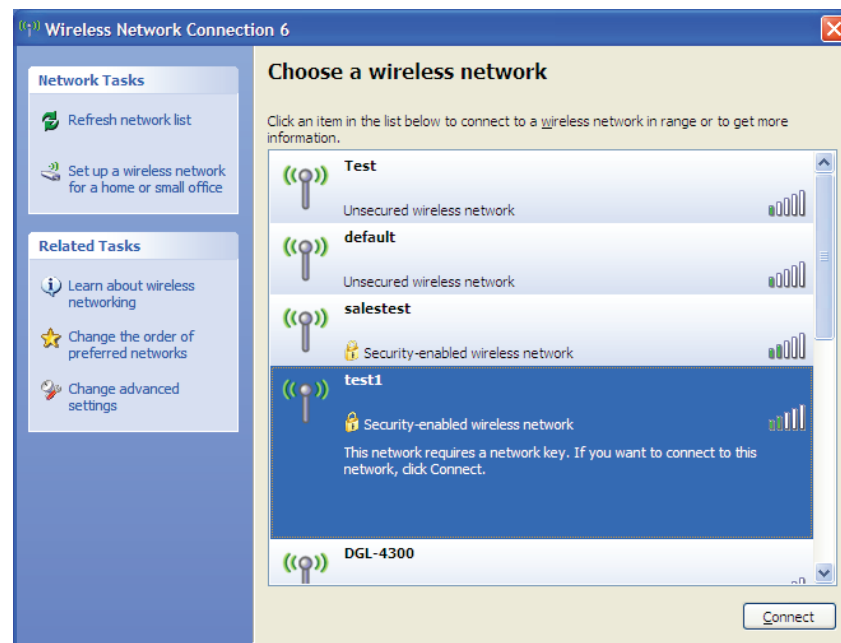 Wireless Network Connection 6
Network Tasks
Refresh network list
Set up a wireless network
for a home or small office
Related Tasks
Learn about wireless
networking
Change the order of
preferred networks
Change advanced
settings
Choose a wireless network
Click an item in the list below to connect to a wireless network in range or to get more
information.
Test
Unsecured wireless network
default
Unsecured wireless network
salestest
Security-enabled wireless network
test1
Security-enabled wireless network
This network requires a network key. If you want to connect to this
network, click Connect.
DGL-4300
Connect